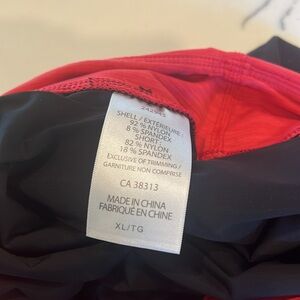 SHELL / EXTÉRIEURE:
92 % NYLON
8 % SPANDEX
SHORT:
82 % NYLON
18 % SPANDEX
EXCLUSIVE OF TRIMMING /
GARNITURE NON COMPRISE
CA 38313
MADE IN CHINA
FABRIQUÉ EN CHINE
XL/TG